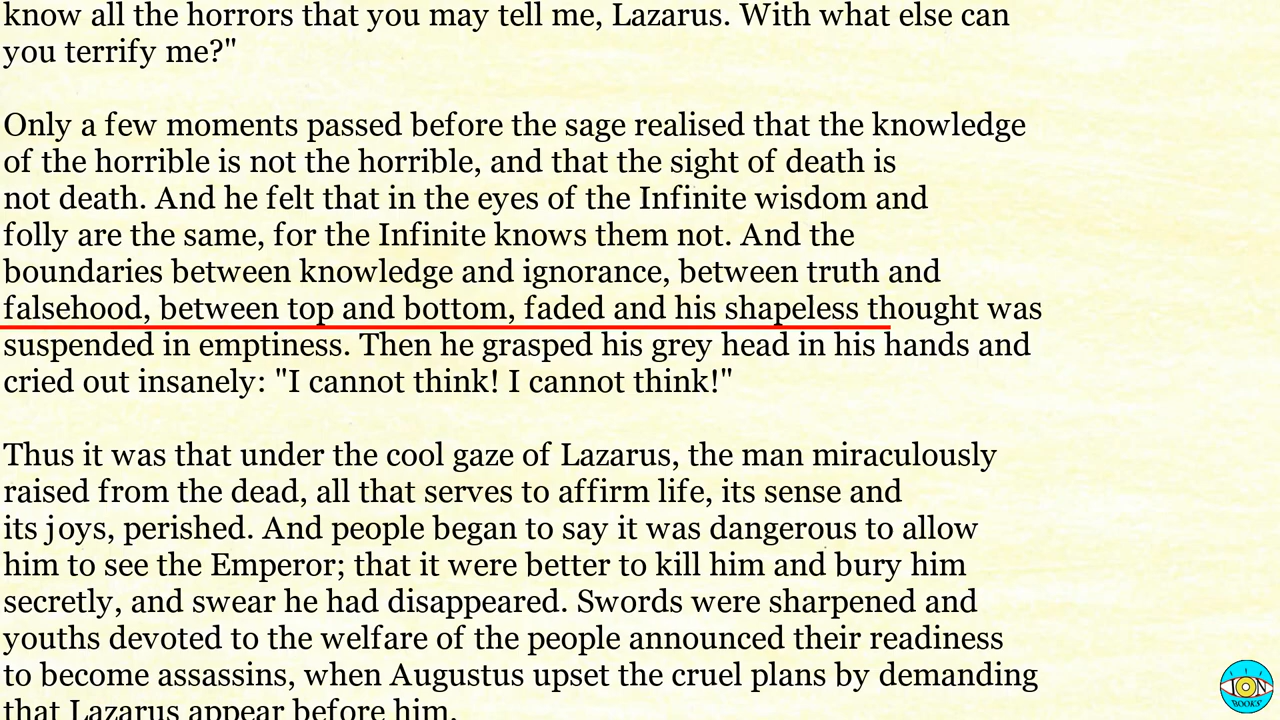 know all the horrors that you may tell me, Lazarus. With what else can
you terrify me?"
Only a few moments passed before the sage realised that the knowledge
of the horrible is not the horrible, and that the sight of death is
not death. And he felt that in the eyes of the Infinite wisdom and
folly are the same, for the Infinite knows them not. And the
boundaries between knowledge and ignorance, between truth and
falsehood, between top and bottom, faded and his shapeless thought was
suspended in emptiness. Then he grasped his grey head in his hands and
cried out insanely: "I cannot think! I cannot think!"
Thus it was that under the cool gaze of Lazarus, the man miraculously
raised from the dead, all that serves to affirm life, its sense and
its joys, perished. And people began to say it was dangerous to allow
him to see the Emperor; that it were better to kill him and bury him
secretly, and swear he had disappeared. Swords were sharpened and
youths devoted to the welfare of the people announced their readiness
to become assassins, when Augustus upset the cruel plans by demanding
that Lazarus appear before him.
ION
BOOKS